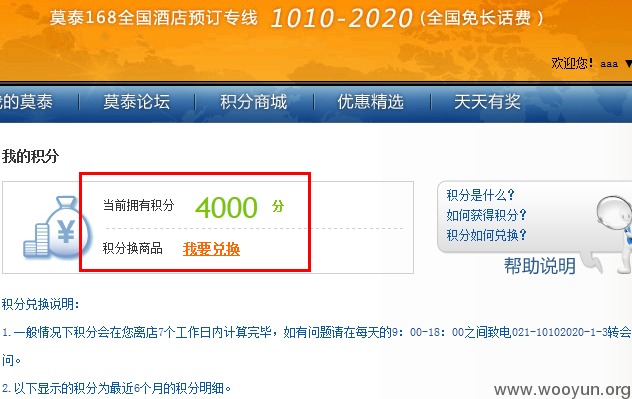 莫泰168全国酒店预订专线 1010-2020 (全国免长话费)
欢迎您! aaa ▼
的莫泰 莫泰论坛 积分商城 优惠精选 天天有奖
我的积分
当前拥有积分 4000 分
积分换商品 我要兑换
积分是什么?
如何获得积分?
积分如何兑换?
帮助说明
积分兑换说明:
1.一般情况下积分会在您离店7个工作日内计算完毕，如有问题请在每天的9：00-18：00之间致电021-10102020-1-3转会
问。
2.以下显示的积分为最近6个月的积分明细。
www.wooyun.org